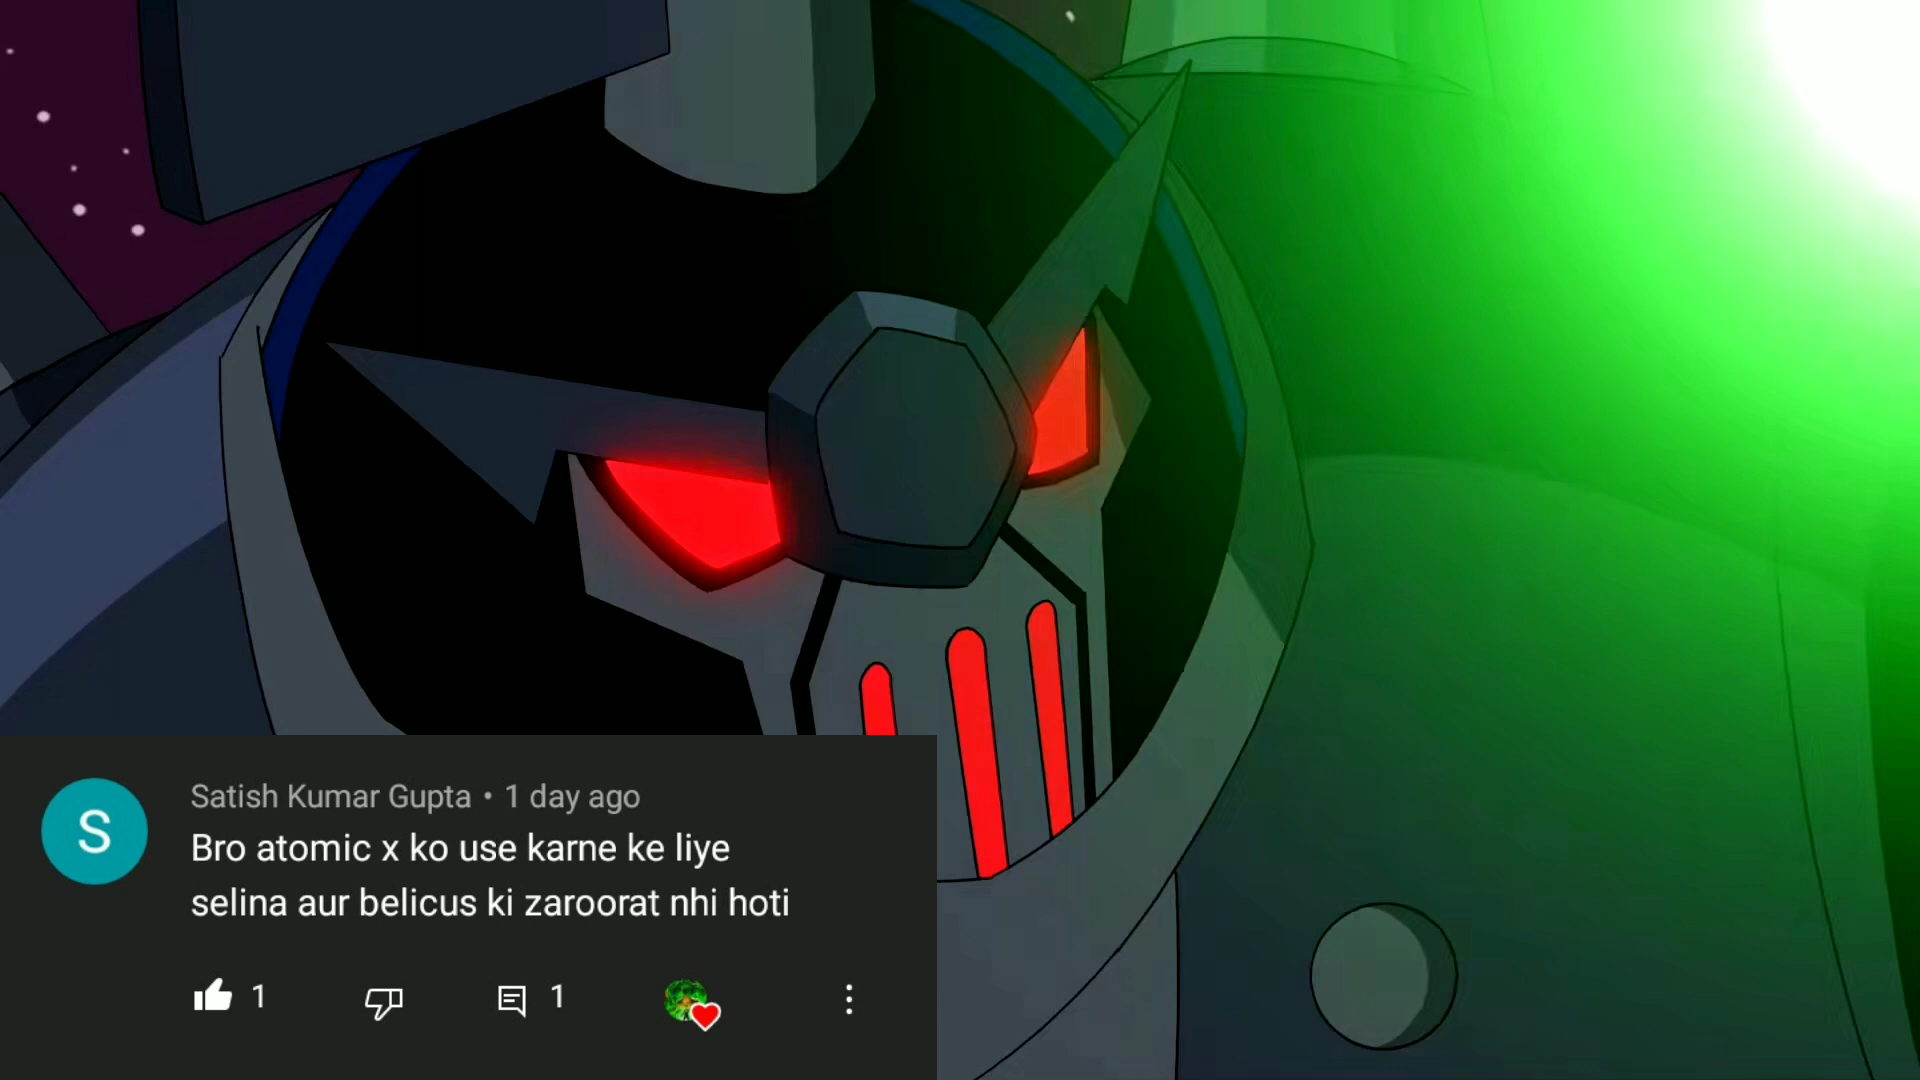 S
Satish Kumar Gupta • 1 day ago
Bro atomic x ko use karne ke liye
selina aur belicus ki zaroorat nhi hoti
1
1